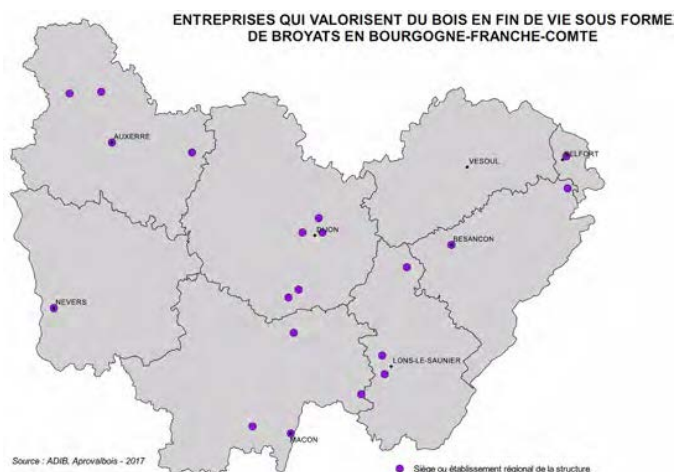 ENTREPRISES QUI VALORISENT DU BOIS EN FIN DE VIE SOUS FORME
DE BROYATS EN BOURGOGNE-FRANCHE-COMTE
AUXERRE
BELFORT
VESOUL
DIJON
BESANCON
NEVERS
LONS-LE-SAUNIER
MACON
Source : ADIB, Aprovalbois - 2017
Siège ou établissement régional de la structure